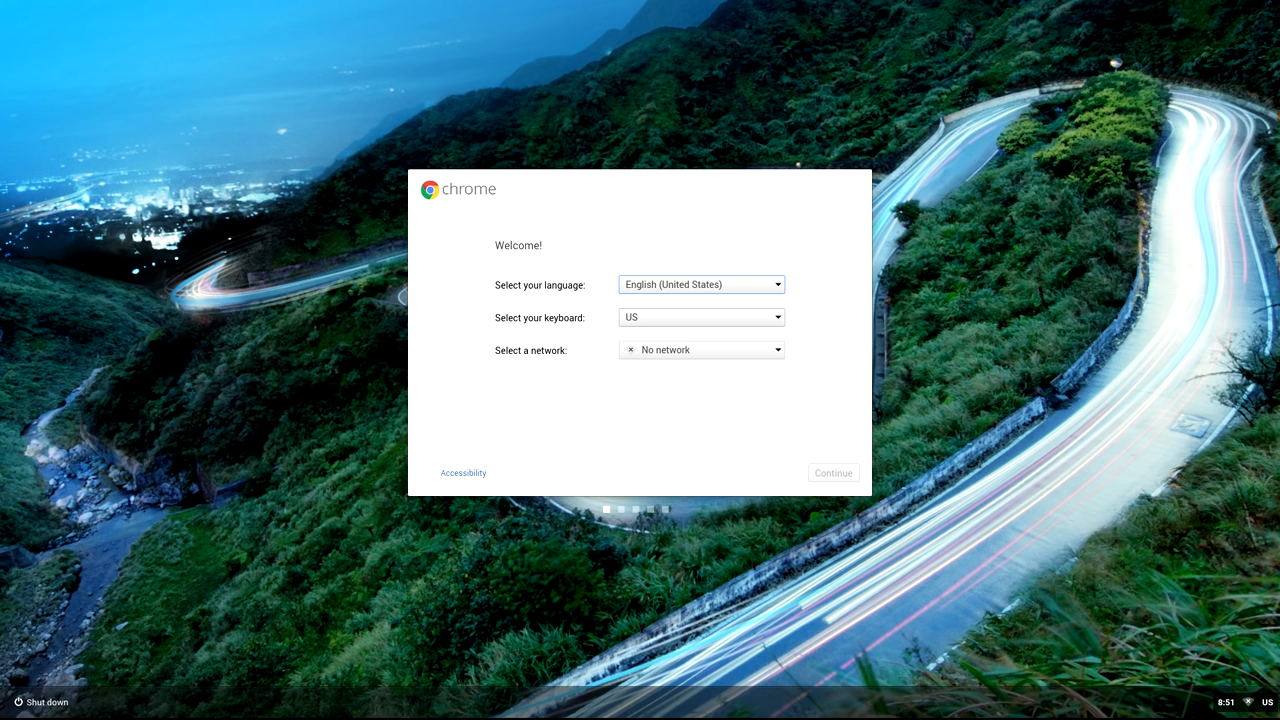 chrome
Welcome!
Select your language: English (United States)
Select your keyboard: US
Select a network: No network
Accessibility Continue
Shut down 8:51 US